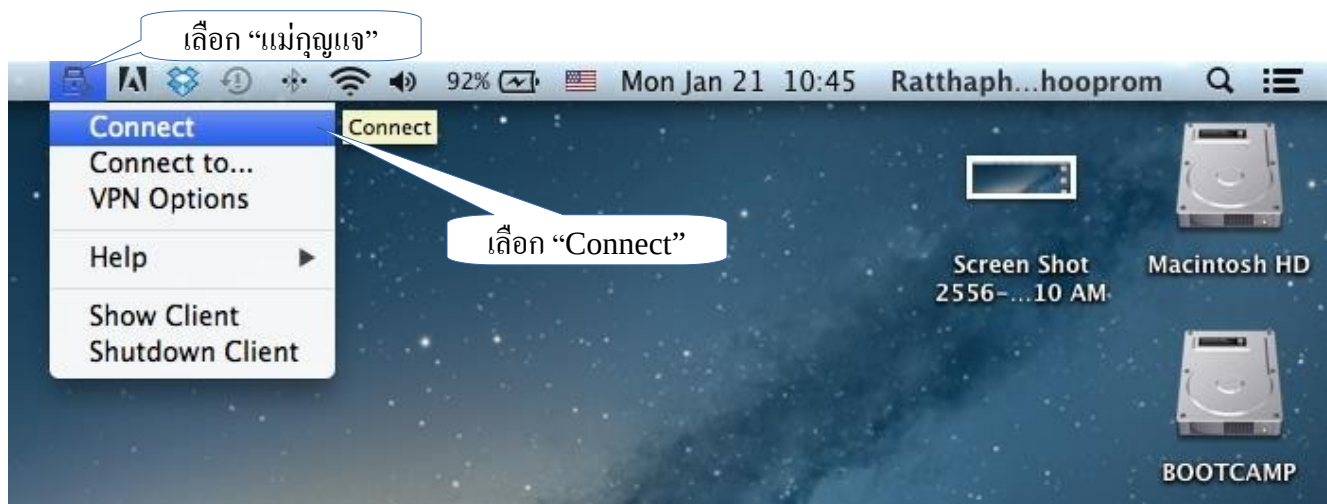 เลือก “แม่กุญแจ”
92% Mon Jan 21 10:45 Ratthaph...hooprom
Connect
Connect
Connect to...
VPN Options
เลือก “Connect”
Help
Show Client
Shutdown Client
Screen Shot
2556-...10 AM
Macintosh HD
BOOTCAMP